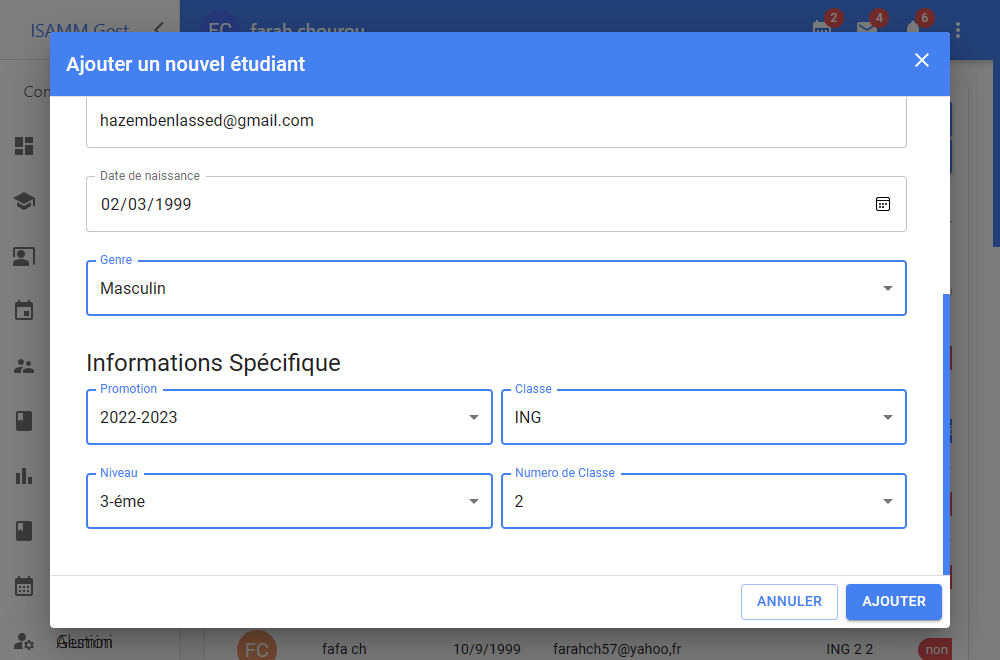 ISAMM Gest
FC farah chourou
2 4 6
Ajouter un nouvel étudiant
hazembenlassed@gmail.com
Date de naissance
02/03/1999
Genre
Masculin
Informations Spécifique
Promotion
2022-2023
Classe
ING
Niveau
3-éme
Numero de Classe
2
ANNULER
AJOUTER
FC fafa ch 10/9/1999 farahch57@yahoo,fr ING 2 2 non